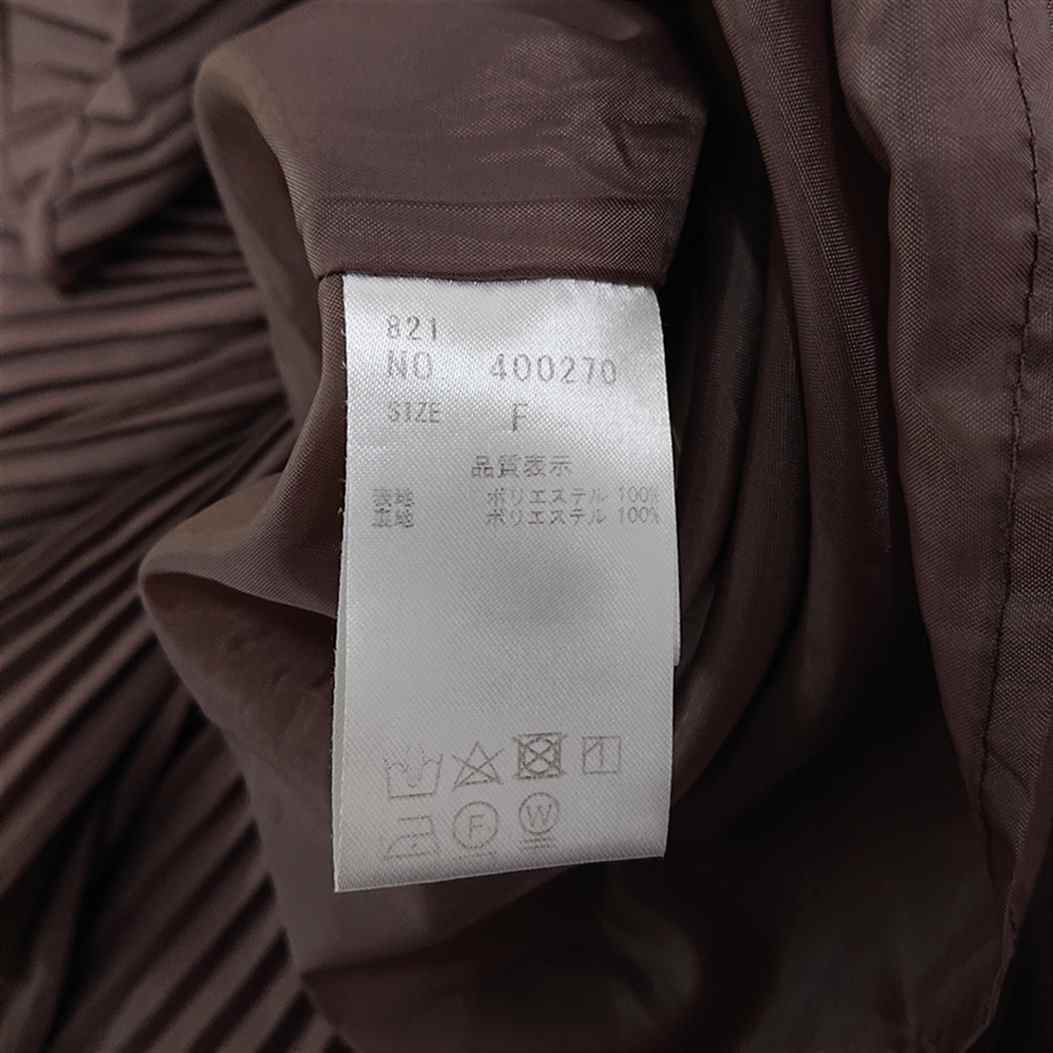 821
NO. 400270
SIZE F
品質表示
表地 ポリエステル 100%
裏地 ポリエステル 100%
F W